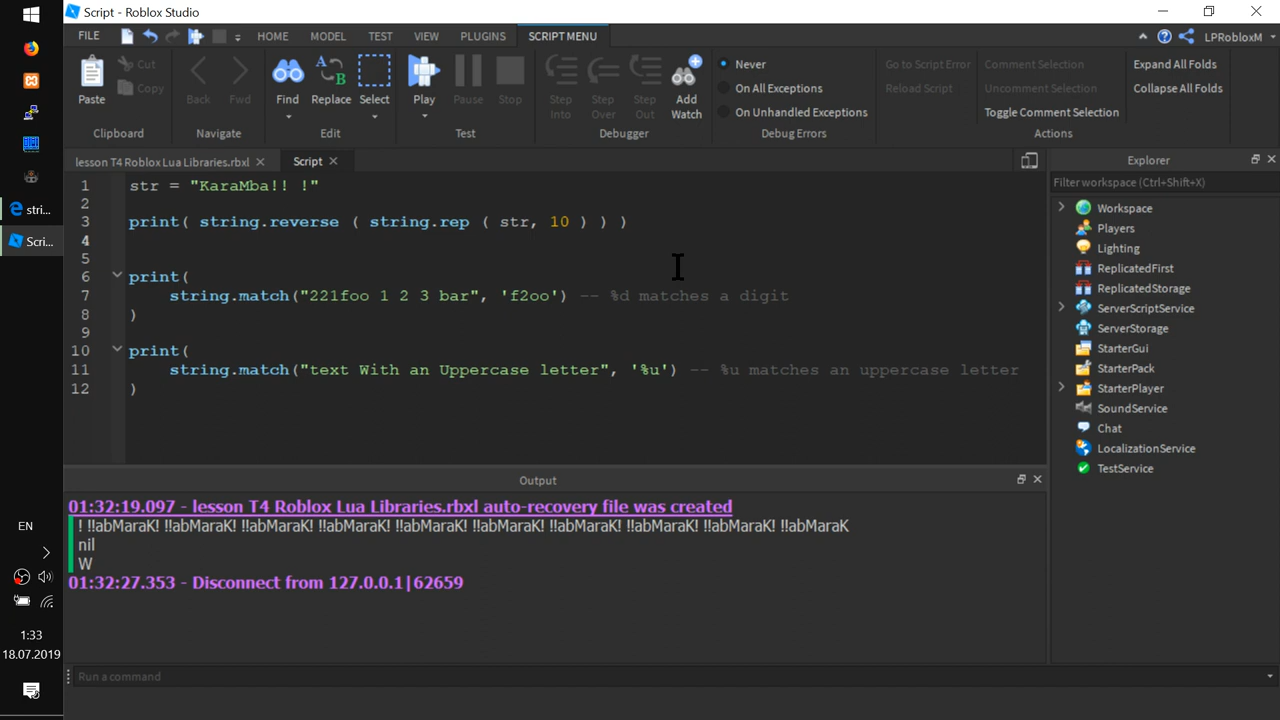 Script - Roblox Studio
FILE HOME MODEL TEST VIEW PLUGINS SCRIPT MENU LPRobloxM
Paste Cut Copy Back Fwd Find Replace Select Play Pause Stop Step Into Step Over Step Out Add Watch
Never
On All Exceptions
On Unhandled Exceptions
Go to Script Error
Reload Script
Comment Selection
Uncomment Selection
Toggle Comment Selection
Expand All Folds
Collapse All Folds
Clipboard Navigate Edit Test Debugger Debug Errors Actions
lesson T4 Roblox Lua Libraries.rbxl Script
1 str = "KaraMba!! !"
2
3 print( string.reverse ( string.rep ( str, 10 ) ) )
4
5
6 print(
7 string.match("221foo 1 2 3 bar", 'f2oo') -- %d matches a digit
8 )
9
10 print(
11 string.match("text With an Uppercase letter", '%u') -- %u matches an uppercase letter
12 )
Explorer
Filter workspace (Ctrl+Shift+X)
Workspace
Players
Lighting
ReplicatedFirst
ReplicatedStorage
ServerScriptService
ServerStorage
StarterGui
StarterPack
StarterPlayer
SoundService
Chat
LocalizationService
TestService
Output
01:32:19.097 - lesson T4 Roblox Lua Libraries.rbxl auto-recovery file was created
! !!abMaraK! !!abMaraK! !!abMaraK! !!abMaraK! !!abMaraK! !!abMaraK! !!abMaraK! !!abMaraK! !!abMaraK! !!abMaraK
nil
W
01:32:27.353 - Disconnect from 127.0.0.1|62659
Run a command
stri...
Scri...
EN
1:33
18.07.2019